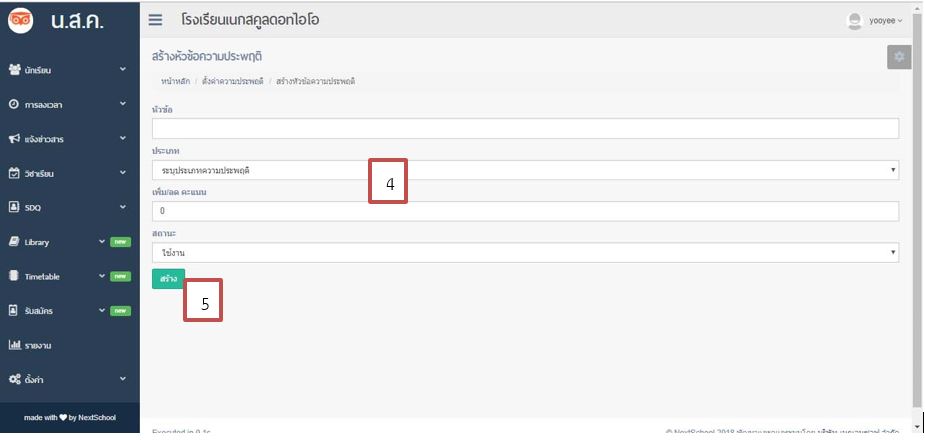 น.ส.ค.
โรงเรียนเนกสคูลดอทไอโอ
yooyee
สร้างหัวข้อความประพฤติ
หน้าหลัก / ตั้งค่าความประพฤติ / สร้างหัวข้อความประพฤติ
นักเรียน
การลงเวลา
แจ้งข่าวสาร
วิชาเรียน
SDQ
Library new
Timetable new
รับสมัคร new
รายงาน
ตั้งค่า
made with by NextSchool
หัวข้อ
ประเภท
ระบุประเภทความประพฤติ
4
เพิ่ม/ลด คะแนน
0
สถานะ
ใช้งาน
สร้าง
5
Executed in 0.1s
© NextSchool 2018